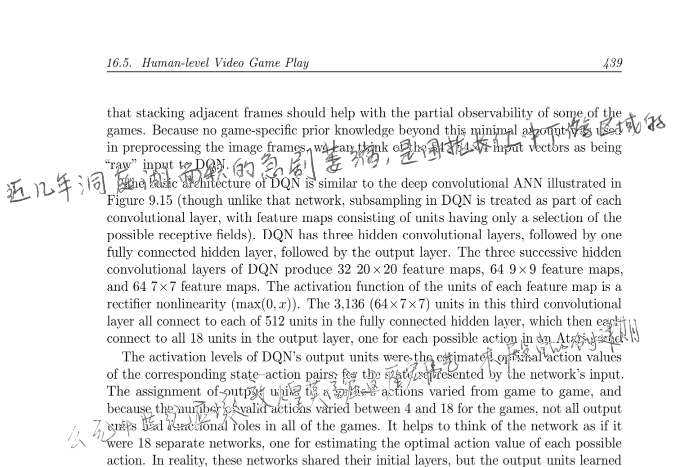 16.5. Human-level Video Game Play 439
that stacking adjacent frames should help with the partial observability of some of the
games. Because no game-specific prior knowledge beyond this minimal amount was used
in preprocessing the image frames, we can think of the input vectors as being
“raw” input to DQN.
近几年洞庭湖面积的急剧萎缩,是因抚长江中下游区域的
The basic architecture of DQN is similar to the deep convolutional ANN illustrated in
Figure 9.15 (though unlike that network, subsampling in DQN is treated as part of each
convolutional layer, with feature maps consisting of units having only a selection of the
possible receptive fields). DQN has three hidden convolutional layers, followed by one
fully connected hidden layer, followed by the output layer. The three successive hidden
convolutional layers of DQN produce 32 20×20 feature maps, 64 9×9 feature maps,
and 64 7×7 feature maps. The activation function of the units of each feature map is a
rectifier nonlinearity (max(0, x)). The 3,136 (64×7×7) units in this third convolutional
layer all connect to each of 512 units in the fully connected hidden layer, which then each
connect to all 18 units in the output layer, one for each possible action in an Atari game.
The activation levels of DQN’s output units were the estimated optimal action values
of the corresponding state–action pairs, for the state represented by the network’s input.
The assignment of output units to a game’s actions varied from game to game, and
because the number of valid actions varied between 4 and 18 for the games, not all output
units had functional roles in all of the games. It helps to think of the network as if it
were 18 separate networks, one for estimating the optimal action value of each possible
action. In reality, these networks shared their initial layers, but the output units learned